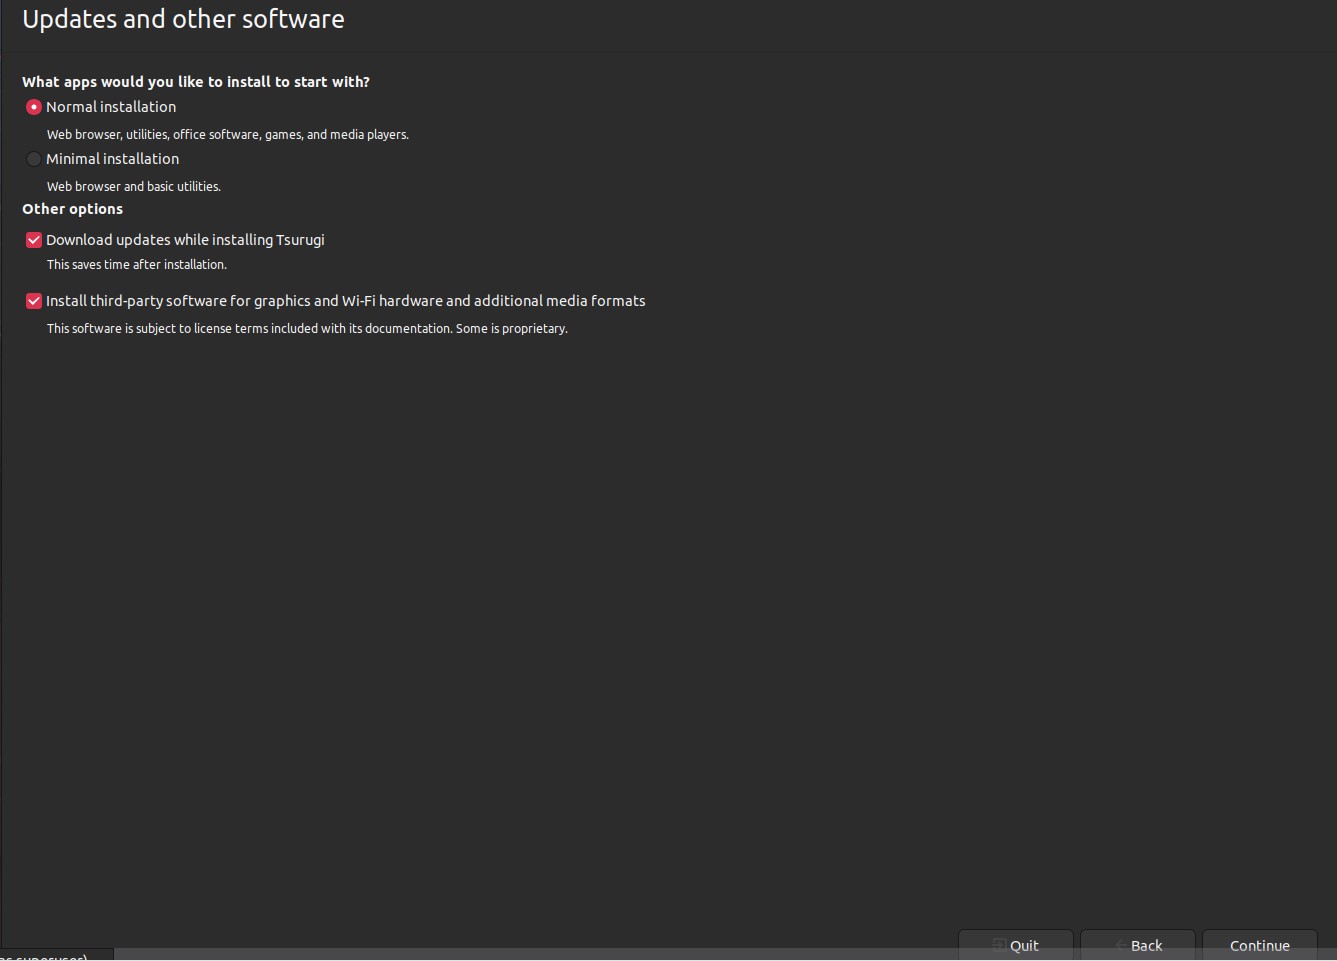 Updates and other software
What apps would you like to install to start with?
Normal installation
Web browser, utilities, office software, games, and media players.
Minimal installation
Web browser and basic utilities.
Other options
Download updates while installing Tsurugi
This saves time after installation.
Install third-party software for graphics and Wi-Fi hardware and additional media formats
This software is subject to license terms included with its documentation. Some is proprietary.
Quit Back Continue
as superuser)